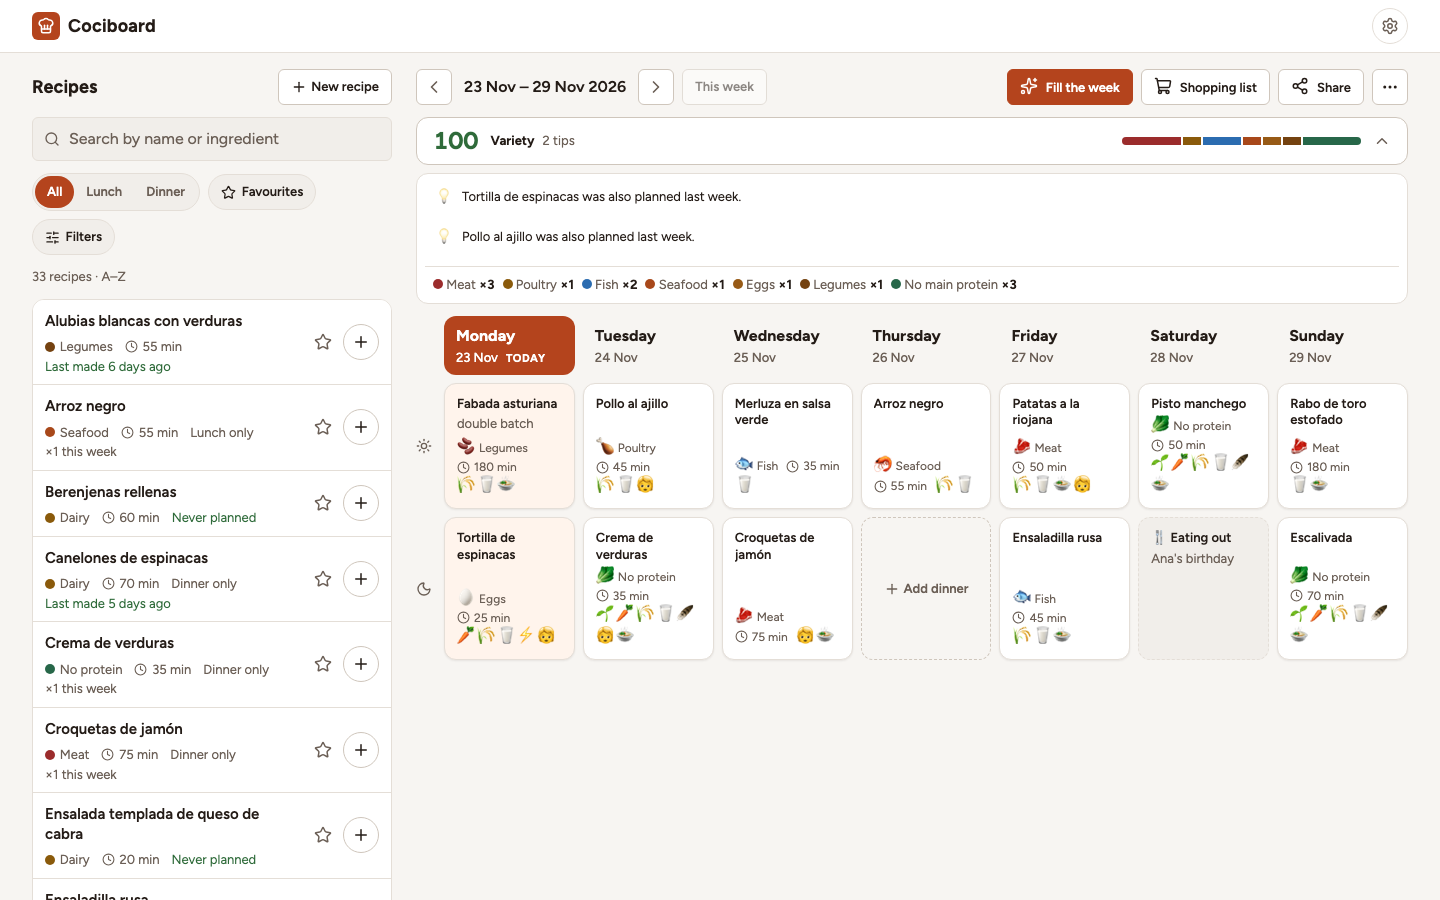 Cociboard
Recipes
New recipe
23 Nov – 29 Nov 2026
This week
Fill the week
Shopping list
Share
Search by name or ingredient
All
Lunch
Dinner
Favourites
Filters
33 recipes · A–Z
Alubias blancas con verduras
Legumes 55 min
Last made 6 days ago
Arroz negro
Seafood 55 min Lunch only
×1 this week
Berenjenas rellenas
Dairy 60 min Never planned
Canelones de espinacas
Dairy 70 min Dinner only
Last made 5 days ago
Crema de verduras
No protein 35 min Dinner only
×1 this week
Croquetas de jamón
Meat 75 min Dinner only
×1 this week
Ensalada templada de queso de
cabra
Dairy 20 min Never planned
Ensaladilla rusa
100 Variety 2 tips
Tortilla de espinacas was also planned last week.
Pollo al ajillo was also planned last week.
Meat ×3 Poultry ×1 Fish ×2 Seafood ×1 Eggs ×1 Legumes ×1 No main protein ×3
Monday
23 Nov TODAY
Tuesday
24 Nov
Wednesday
25 Nov
Thursday
26 Nov
Friday
27 Nov
Saturday
28 Nov
Sunday
29 Nov
Fabada asturiana
double batch
Legumes
180 min
Pollo al ajillo
Poultry
45 min
Merluza en salsa
verde
Fish 35 min
Arroz negro
Seafood
55 min
Patatas a la
riojana
Meat
50 min
Pisto manchego
No protein
50 min
Rabo de toro
estofado
Meat
180 min
Tortilla de
espinacas
Eggs
25 min
Crema de
verduras
No protein
35 min
Croquetas de
jamón
Meat
75 min
Add dinner
Ensaladilla rusa
Fish
45 min
Eating out
Ana's birthday
Escalivada
No protein
70 min